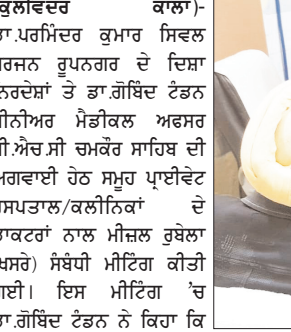 ਕੁਲਵਿੰਦਰ ਕਾਲਾ)-
ਡਾ.ਪਰਮਿੰਦਰ ਕੁਮਾਰ ਸਿਵਲ
ਸਰਜਨ ਰੂਪਨਗਰ ਦੇ ਦਿਸ਼ਾ
ਨਿਰਦੇਸ਼ਾਂ ਤੇ ਡਾ.ਗੋਬਿੰਦ ਟੰਡਨ
ਸੀਨੀਅਰ ਮੈਡੀਕਲ ਅਫਸਰ
ਸੀ.ਐਚ.ਸੀ ਚਮਕੌਰ ਸਾਹਿਬ ਦੀ
ਅਗਵਾਈ ਹੇਠ ਸਮੂਹ ਪ੍ਰਾਈਵੇਟ
ਹਸਪਤਾਲ/ਕਲੀਨਿਕਾਂ ਦੇ
ਡਾਕਟਰਾਂ ਨਾਲ ਮੀਜ਼ਲ ਰੁਬੇਲਾ
(ਖਸਰੇ) ਸੰਬੰਧੀ ਮੀਟਿੰਗ ਕੀਤੀ
ਗਈ। ਇਸ ਮੀਟਿੰਗ 'ਚ
ਡਾ.ਗੋਬਿੰਦ ਟੰਡਨ ਨੇ ਕਿਹਾ ਕਿ